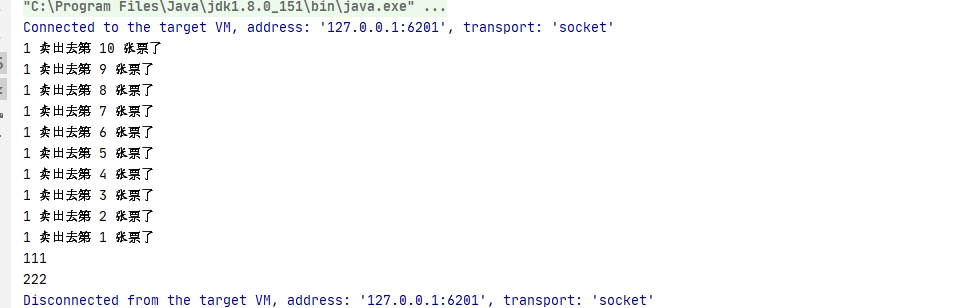 "C:\Program Files\Java\jdk1.8.0_151\bin\java.exe" ...
Connected to the target VM, address: '127.0.0.1:6201', transport: 'socket'
1 卖出去第 10 张票了
1 卖出去第 9 张票了
1 卖出去第 8 张票了
1 卖出去第 7 张票了
1 卖出去第 6 张票了
1 卖出去第 5 张票了
1 卖出去第 4 张票了
1 卖出去第 3 张票了
1 卖出去第 2 张票了
1 卖出去第 1 张票了
111
222
Disconnected from the target VM, address: '127.0.0.1:6201', transport: 'socket'